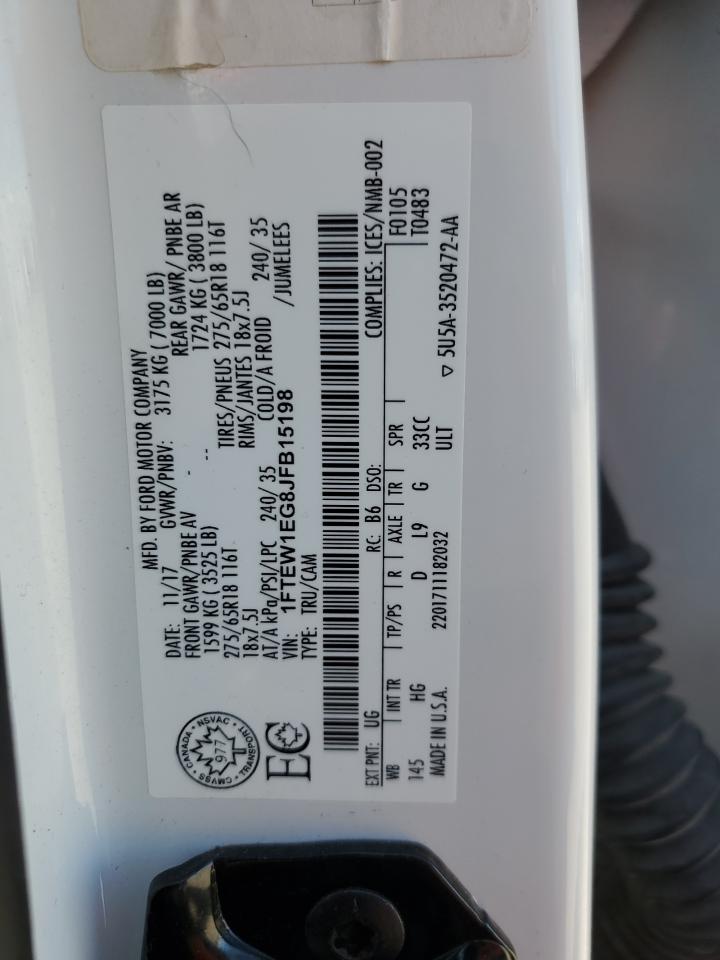 MFD. BY FORD MOTOR COMPANY
DATE: 11/17 GVWR/PNBV: 3175 KG ( 7000 LB)
FRONT GAWR/PNBE AV - REAR GAWR/ PNBE AR
1599 KG ( 3525 LB) -- 1724 KG ( 3800 LB)
275/65R18 116T TIRES/PNEUS 275/65R18 116T
18x7.5J RIMS/JANTES 18x7.5J
AT/A kPa/PSI/LPC 240/ 35 COLD/A FROID 240/ 35
VIN: 1FTEW1EG8JFB15198 /JUMELEES
TYPE: TRU/CAM
CANADA • NSVAC • TRANSPORT • CMVSS
977
EC
COMPLIES: ICES/NMB-002
EXT PNT: UG RC: B6 DSO: F0105
WB INT TR TP/PS R AXLE TR SPR T0483
145 HG D L9 G 33CC
ULT
MADE IN U.S.A. 2201711182032 ▽ 5U5A-3520472-AA